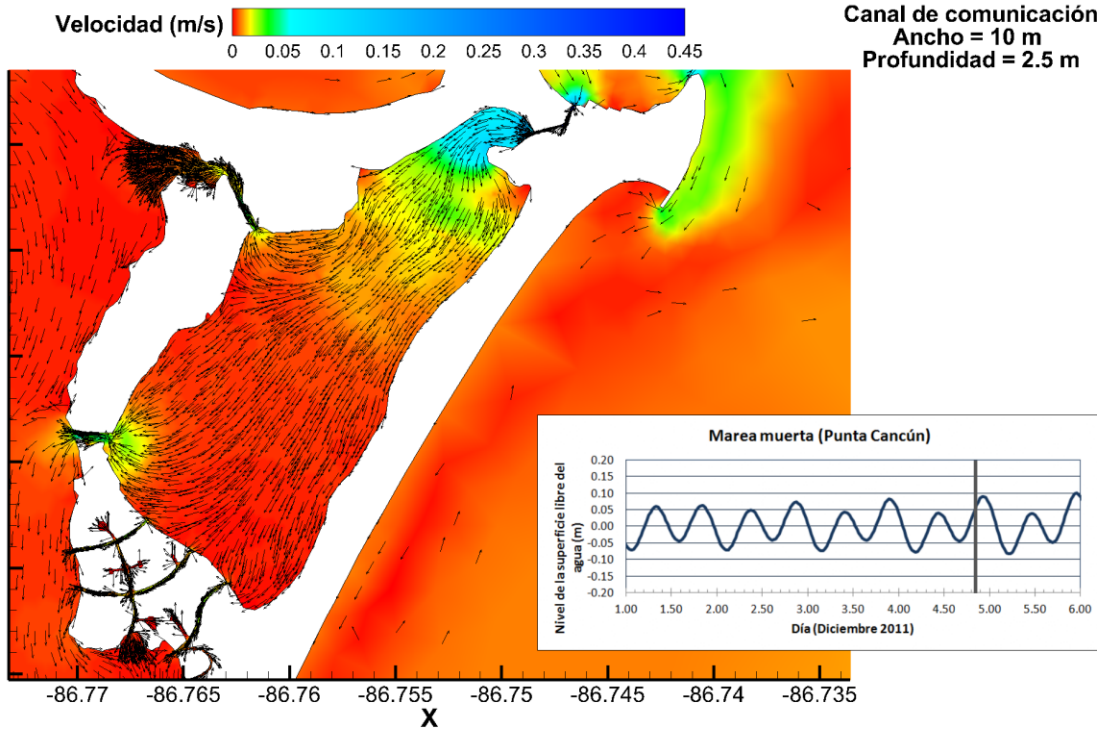 Velocidad (m/s)
0 0.05 0.1 0.15 0.2 0.25 0.3 0.35 0.4 0.45
Canal de comunicación
Ancho = 10 m
Profundidad = 2.5 m
Marea muerta (Punta Cancún)
Nivel de la superficie libre del
agua (m)
0.20
0.15
0.10
0.05
0.00
-0.05
-0.10
-0.15
-0.20
1.00 1.50 2.00 2.50 3.00 3.50 4.00 4.50 5.00 5.50 6.00
Día (Diciembre 2011)
-86.77 -86.765 -86.76 -86.755 -86.75 -86.745 -86.74 -86.735
X